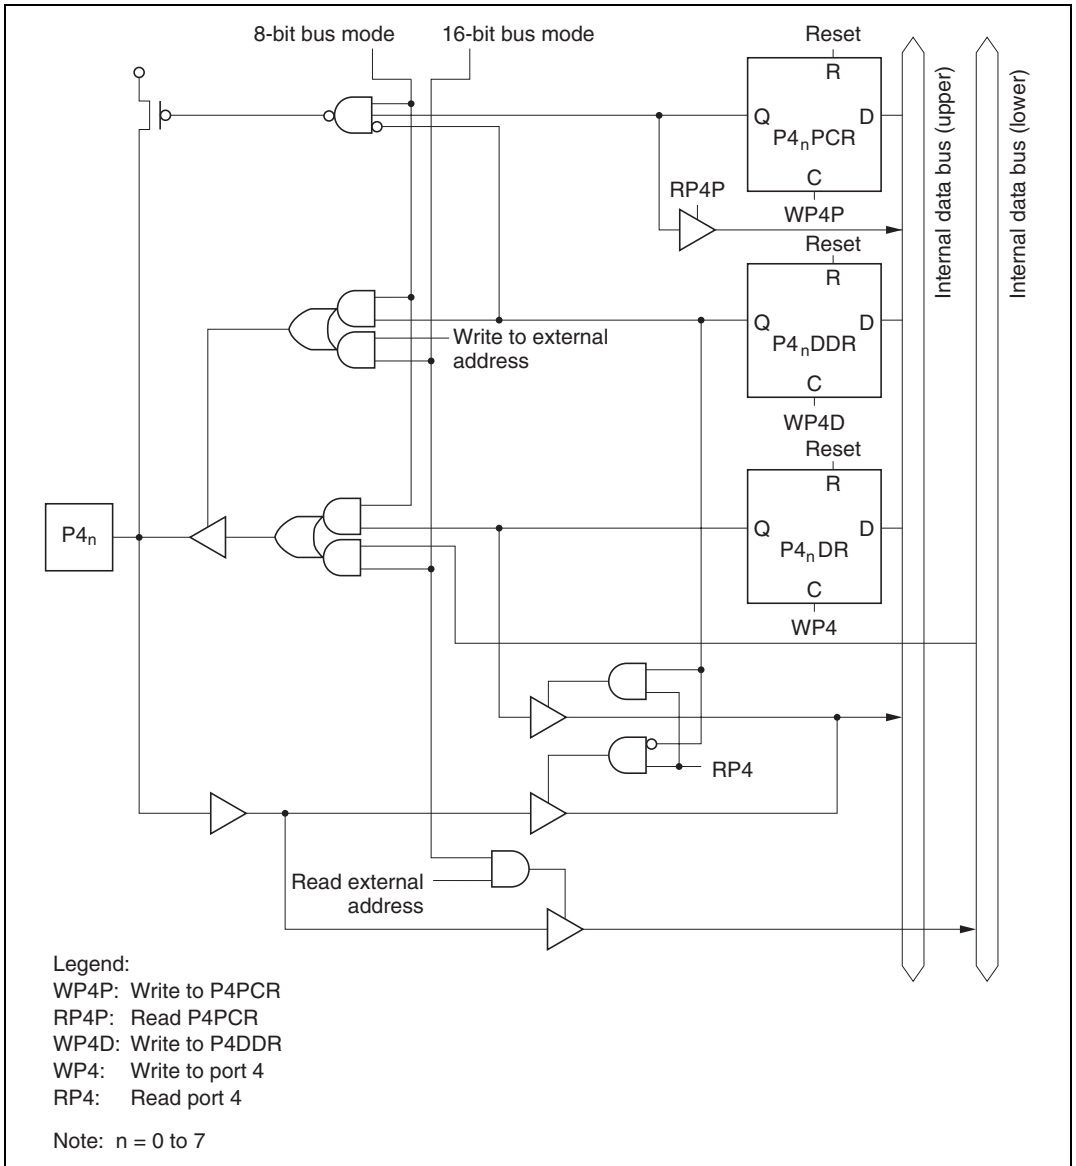 8-bit bus mode
16-bit bus mode
Reset
R
Q
D
P4nPCR
C
WP4P
RP4P
Internal data bus (upper)
Internal data bus (lower)
Reset
R
Q
D
P4nDDR
C
WP4D
Write to external
address
Reset
R
Q
D
P4nDR
C
WP4
P4n
RP4
Read external
address
Legend:
WP4P: Write to P4PCR
RP4P: Read P4PCR
WP4D: Write to P4DDR
WP4: Write to port 4
RP4: Read port 4
Note: n = 0 to 7